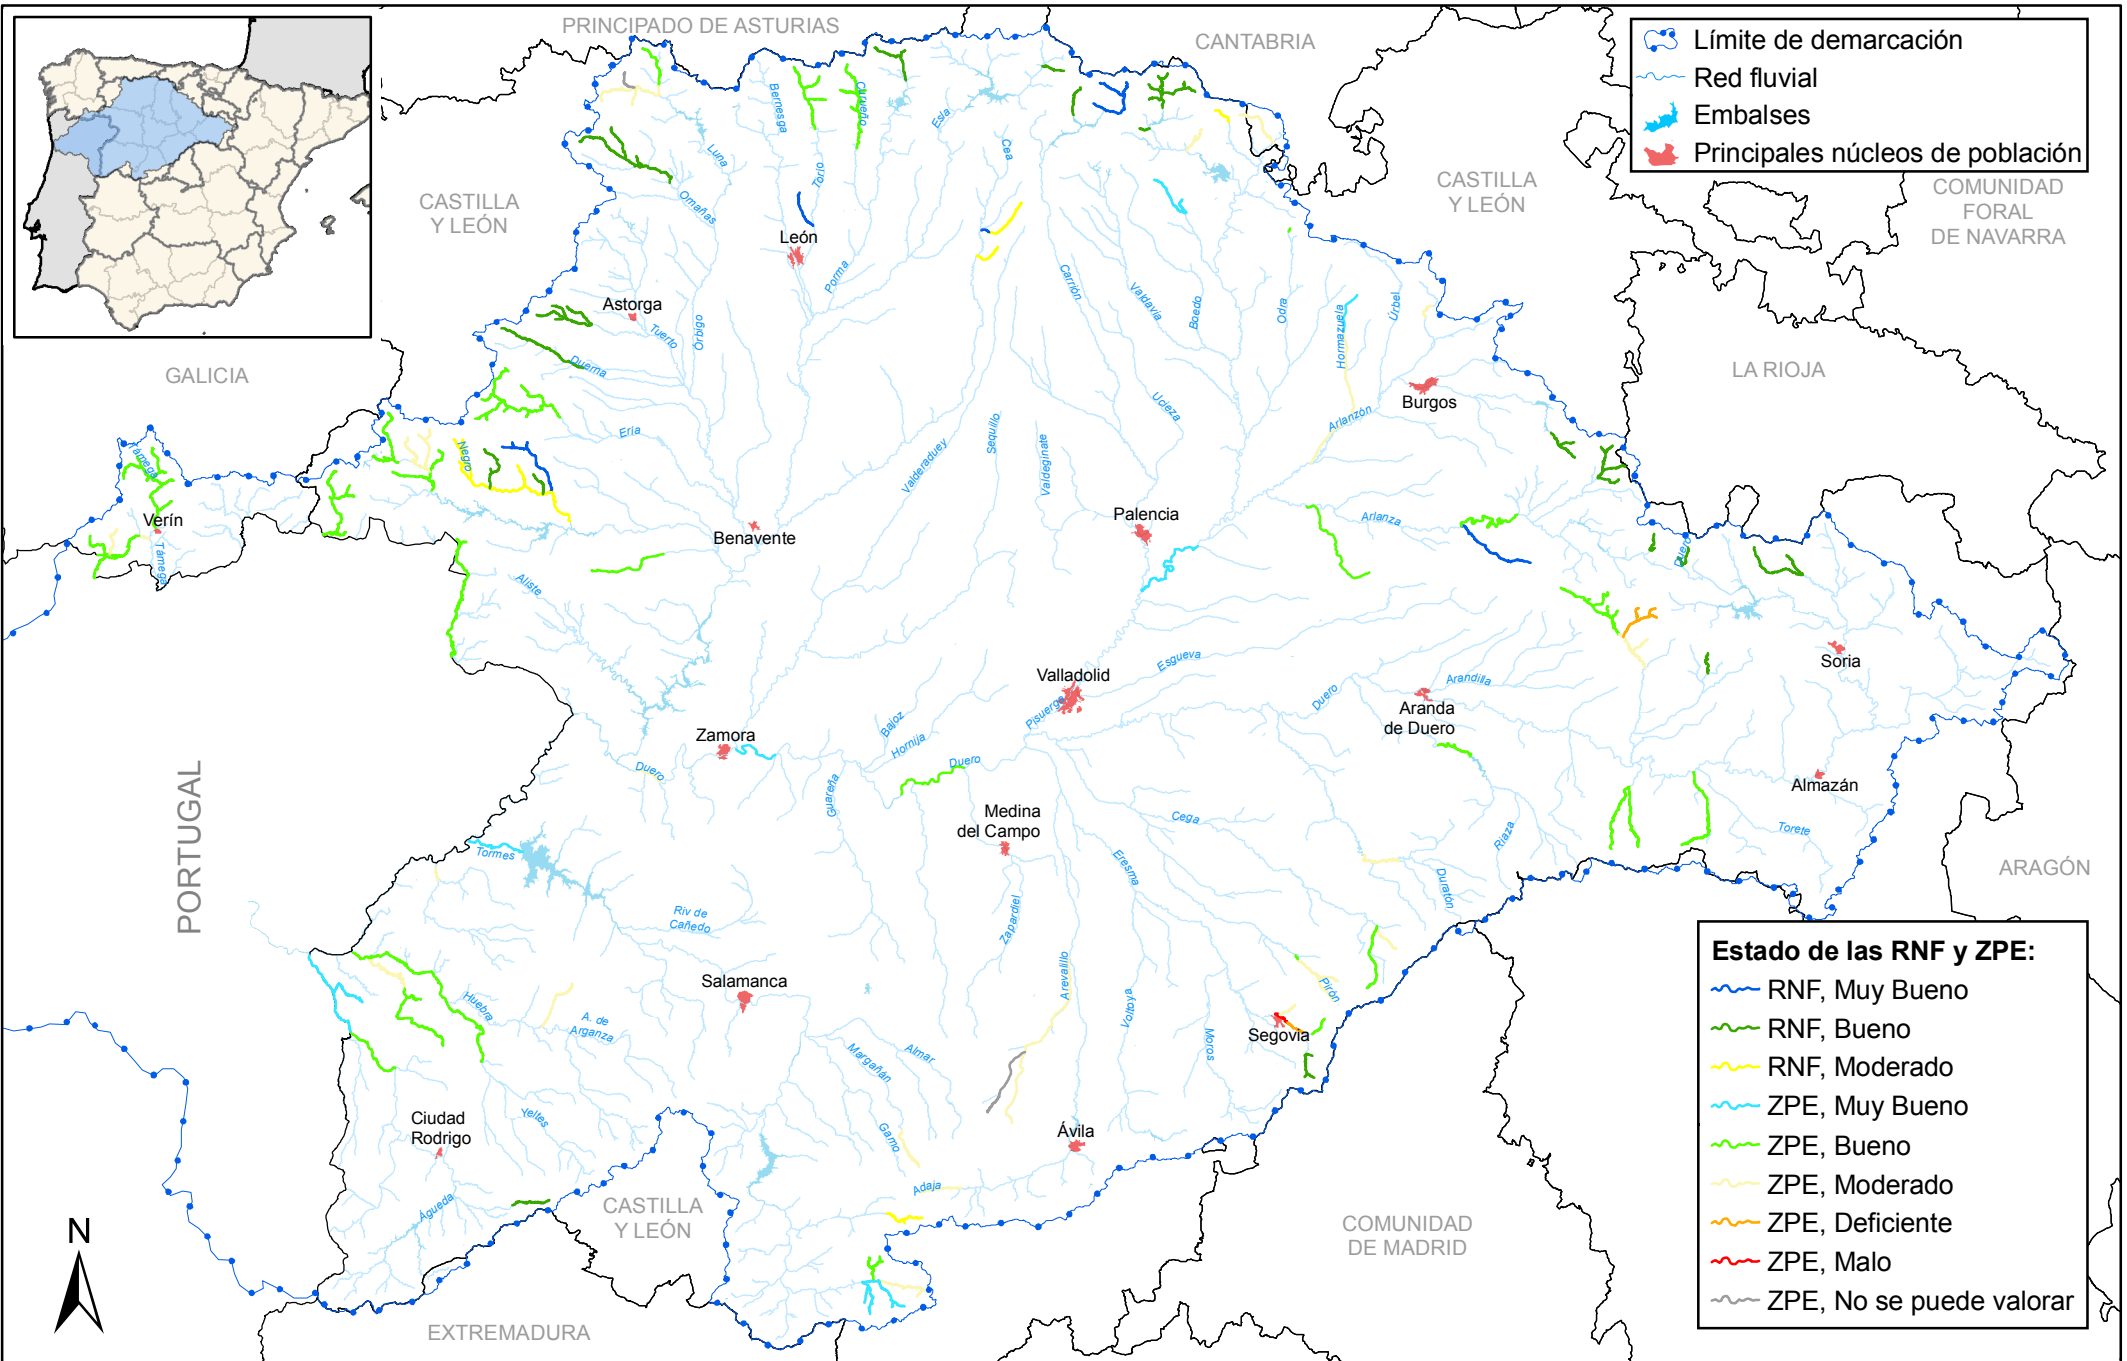 PRINCIPADO DE ASTURIAS
CANTABRIA
Límite de demarcación
Red fluvial
Embalses
Principales núcleos de población
CASTILLA
Y LEÓN
CASTILLA
Y LEÓN
COMUNIDAD
FORAL
DE NAVARRA
LA RIOJA
GALICIA
PORTUGAL
ARAGÓN
CASTILLA
Y LEÓN
COMUNIDAD
DE MADRID
EXTREMADURA
Bernesga
Curueño
Esla
Luna
Torío
Cea
Omañas
León
Porma
Carrión
Valdavia
Boedo
Odra
Hormazuela
Úrbel
Astorga
Tuerto
Órbigo
Duerna
Burgos
Ucieza
Arlanzón
Eria
Negro
Valderaduey
Sequillo
Valdeginate
Támega
Verín
Támega
Benavente
Palencia
Arlanza
Duero
Aliste
Esgueva
Soria
Valladolid
Pisuerga
Duero
Arandilla
Aranda
de Duero
Zamora
Bajoz
Hornija
Duero
Duero
Guareña
Almazán
Medina
del Campo
Cega
Torete
Riaza
Tormes
Eresma
Duratón
Riv de
Cañedo
Zapardiel
Arevalillo
Salamanca
Huebra
A. de
Arganza
Voltoya
Pirón
Segovia
Moros
Almar
Margañán
Ciudad
Rodrigo
Yeltes
Gamo
Ávila
Adaja
Águeda
N
Estado de las RNF y ZPE:
RNF, Muy Bueno
RNF, Bueno
RNF, Moderado
ZPE, Muy Bueno
ZPE, Bueno
ZPE, Moderado
ZPE, Deficiente
ZPE, Malo
ZPE, No se puede valorar